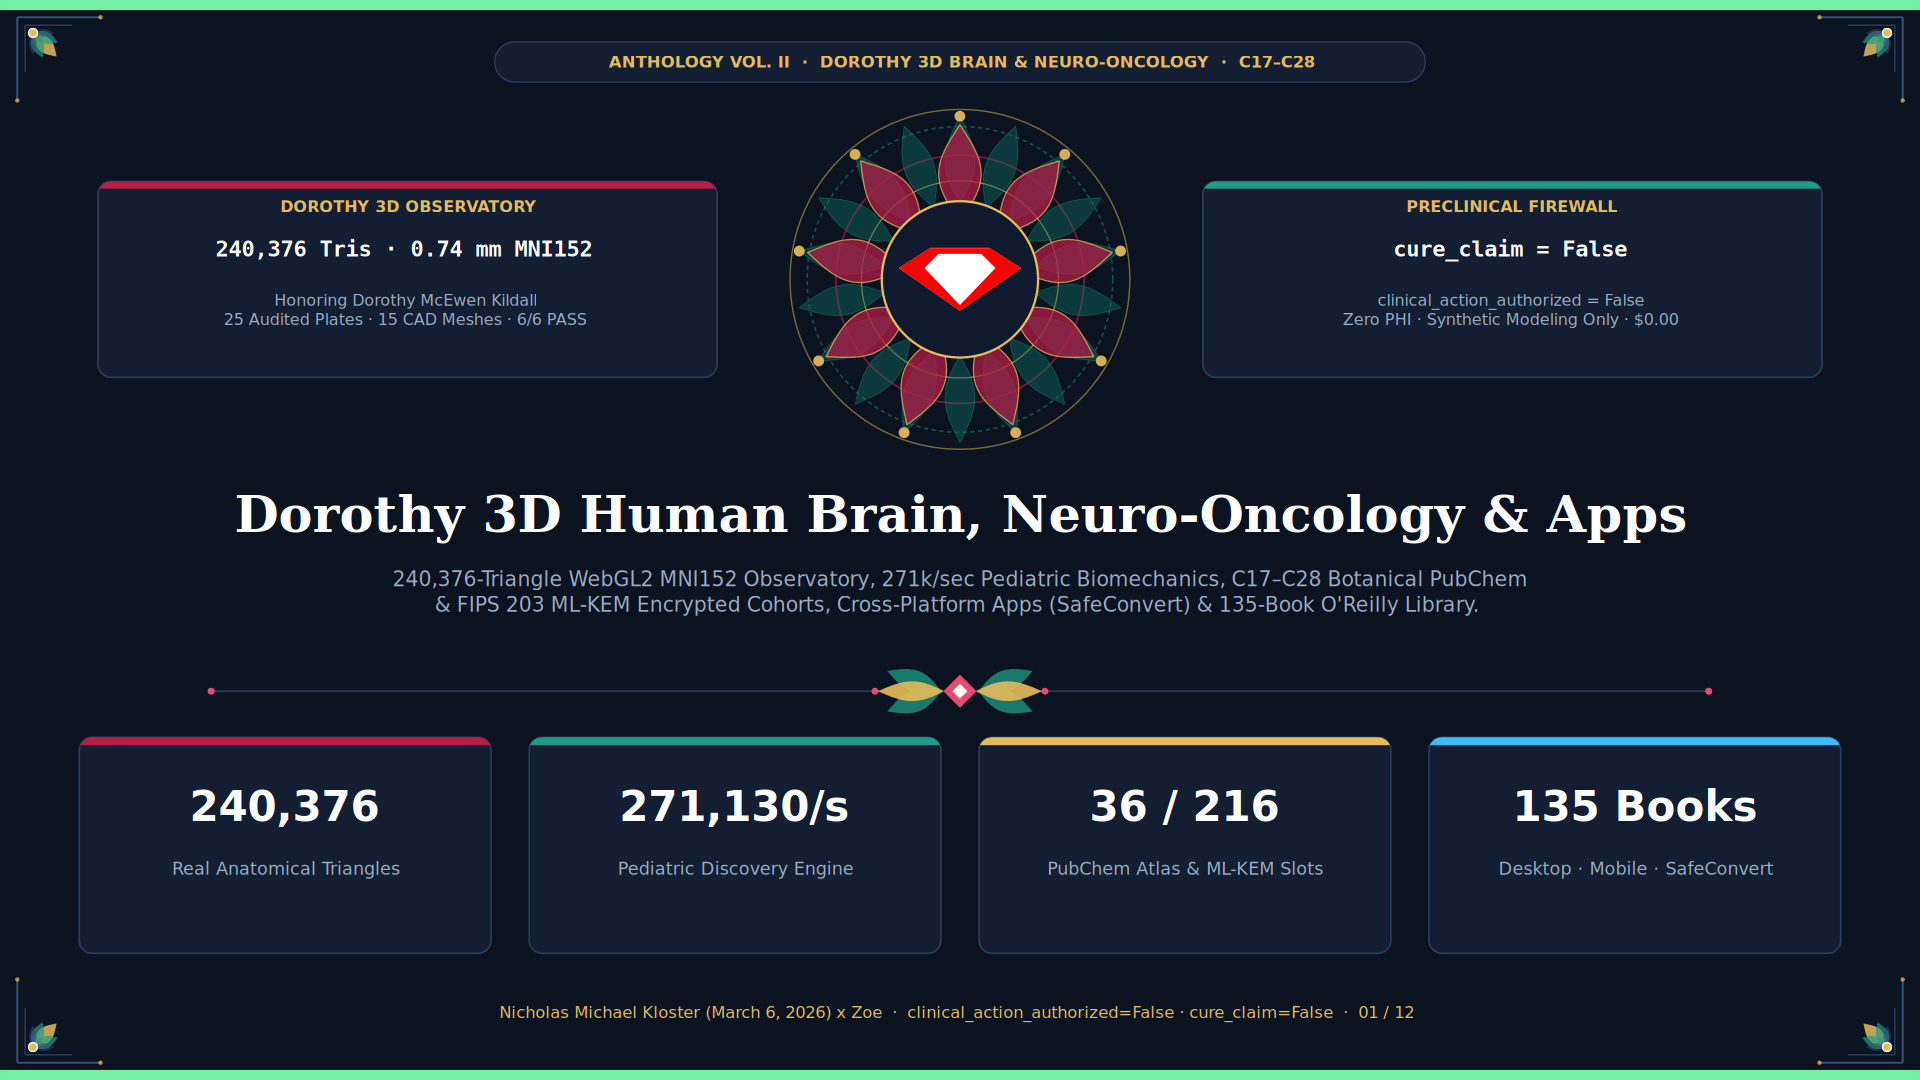 ANTHOLOGY VOL. II · DOROTHY 3D BRAIN & NEURO-ONCOLOGY · C17–C28
DOROTHY 3D OBSERVATORY
240,376 Tris · 0.74 mm MNI152
Honoring Dorothy McEwen Kildall
25 Audited Plates · 15 CAD Meshes · 6/6 PASS
PRECLINICAL FIREWALL
cure_claim = False
clinical_action_authorized = False
Zero PHI · Synthetic Modeling Only · $0.00
Dorothy 3D Human Brain, Neuro-Oncology & Apps
240,376-Triangle WebGL2 MNI152 Observatory, 271k/sec Pediatric Biomechanics, C17–C28 Botanical PubChem
& FIPS 203 ML-KEM Encrypted Cohorts, Cross-Platform Apps (SafeConvert) & 135-Book O'Reilly Library.
240,376
Real Anatomical Triangles
271,130/s
Pediatric Discovery Engine
36 / 216
PubChem Atlas & ML-KEM Slots
135 Books
Desktop · Mobile · SafeConvert
Nicholas Michael Kloster (March 6, 2026) x Zoe · clinical_action_authorized=False · cure_claim=False · 01 / 12